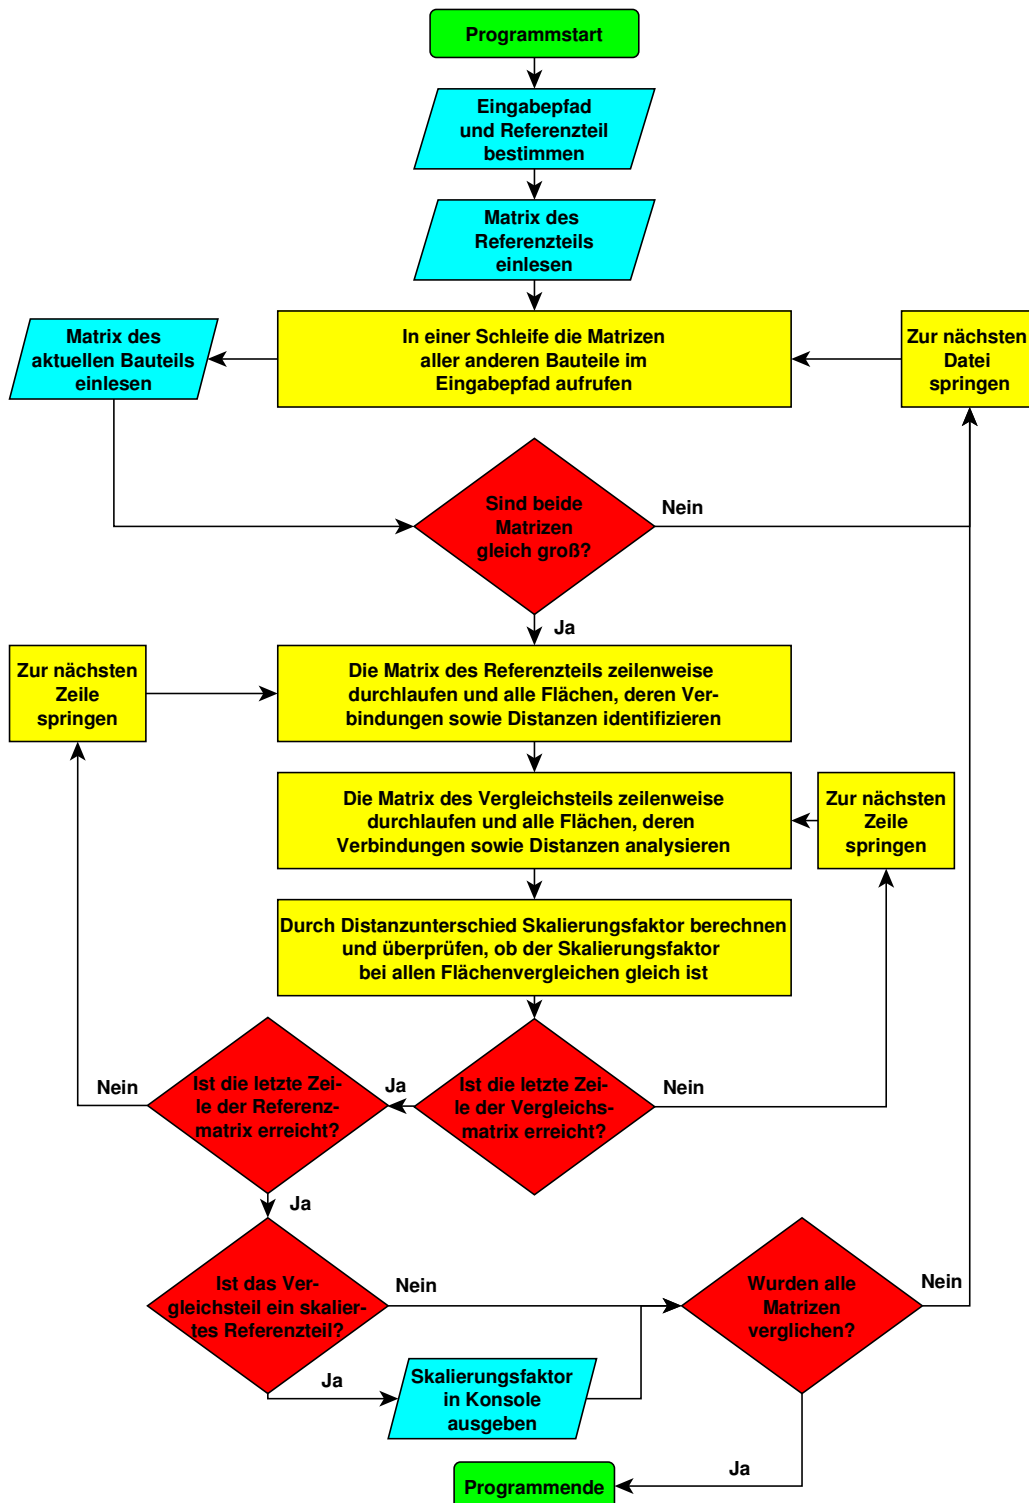 Programmstart
Eingabepfad
und Referenzteil
bestimmen
Matrix des
Referenzteils
einlesen
In einer Schleife die Matrizen
aller anderen Bauteile im
Eingabepfad aufrufen
Zur nächsten
Datei
springen
Matrix des
aktuellen Bauteils
einlesen
Sind beide
Matrizen
gleich groß?
Nein
Ja
Zur nächsten
Zeile
springen
Die Matrix des Referenzteils zeilenweise
durchlaufen und alle Flächen, deren Ver-
bindungen sowie Distanzen identifizieren
Die Matrix des Vergleichsteils zeilenweise
durchlaufen und alle Flächen, deren
Verbindungen sowie Distanzen analysieren
Zur nächsten
Zeile
springen
Durch Distanzunterschied Skalierungsfaktor berechnen
und überprüfen, ob der Skalierungsfaktor
bei allen Flächenvergleichen gleich ist
Ist die letzte Zei-
le der Vergleichs-
matrix erreicht?
Nein
Ja
Ist die letzte Zei-
le der Referenz-
matrix erreicht?
Nein
Ja
Ist das Ver-
gleichsteil ein skalier-
tes Referenzteil?
Nein
Ja
Skalierungsfaktor
in Konsole
ausgeben
Wurden alle
Matrizen
verglichen?
Nein
Ja
Programmende